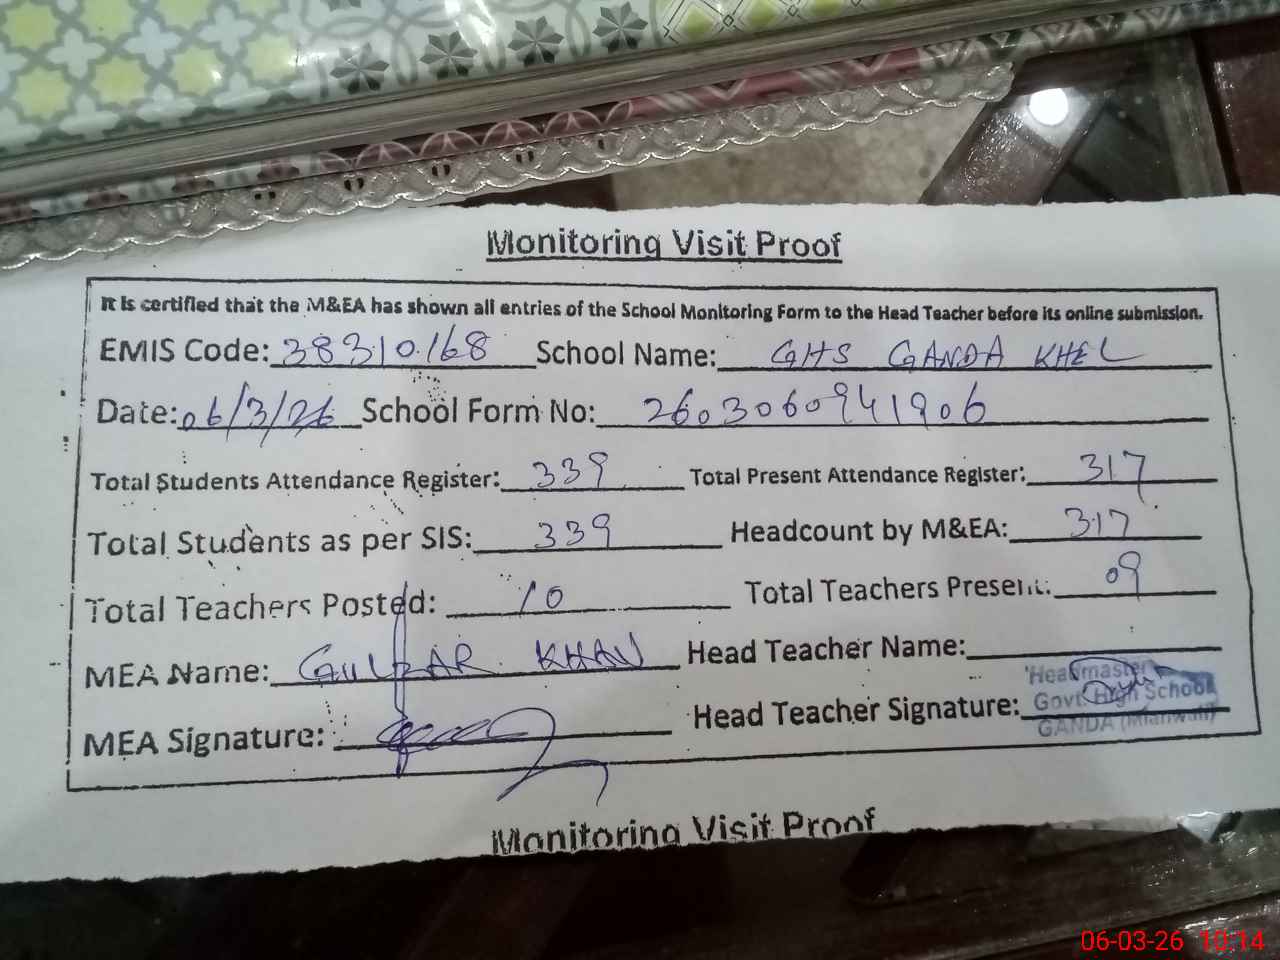 Monitoring Visit Proof
It is certified that the M&EA has shown all entries of the School Monitoring Form to the Head Teacher before its online submission.
EMIS Code: 38310168 School Name: GHS GANDA KHEL
Date: 06/3/26 School Form No: 2603060941906
Total Students Attendance Register: 339 Total Present Attendance Register: 317
Total Students as per SIS: 339 Headcount by M&EA: 317
Total Teachers Posted: 10 Total Teachers Present: 09
MEA Name: GULZAR KHAN Head Teacher Name:
MEA Signature: Head Teacher Signature:
Headmaster
Govt: High School
GANDA (Mianwali)
Monitoring Visit Proof
06-03-26 10:14